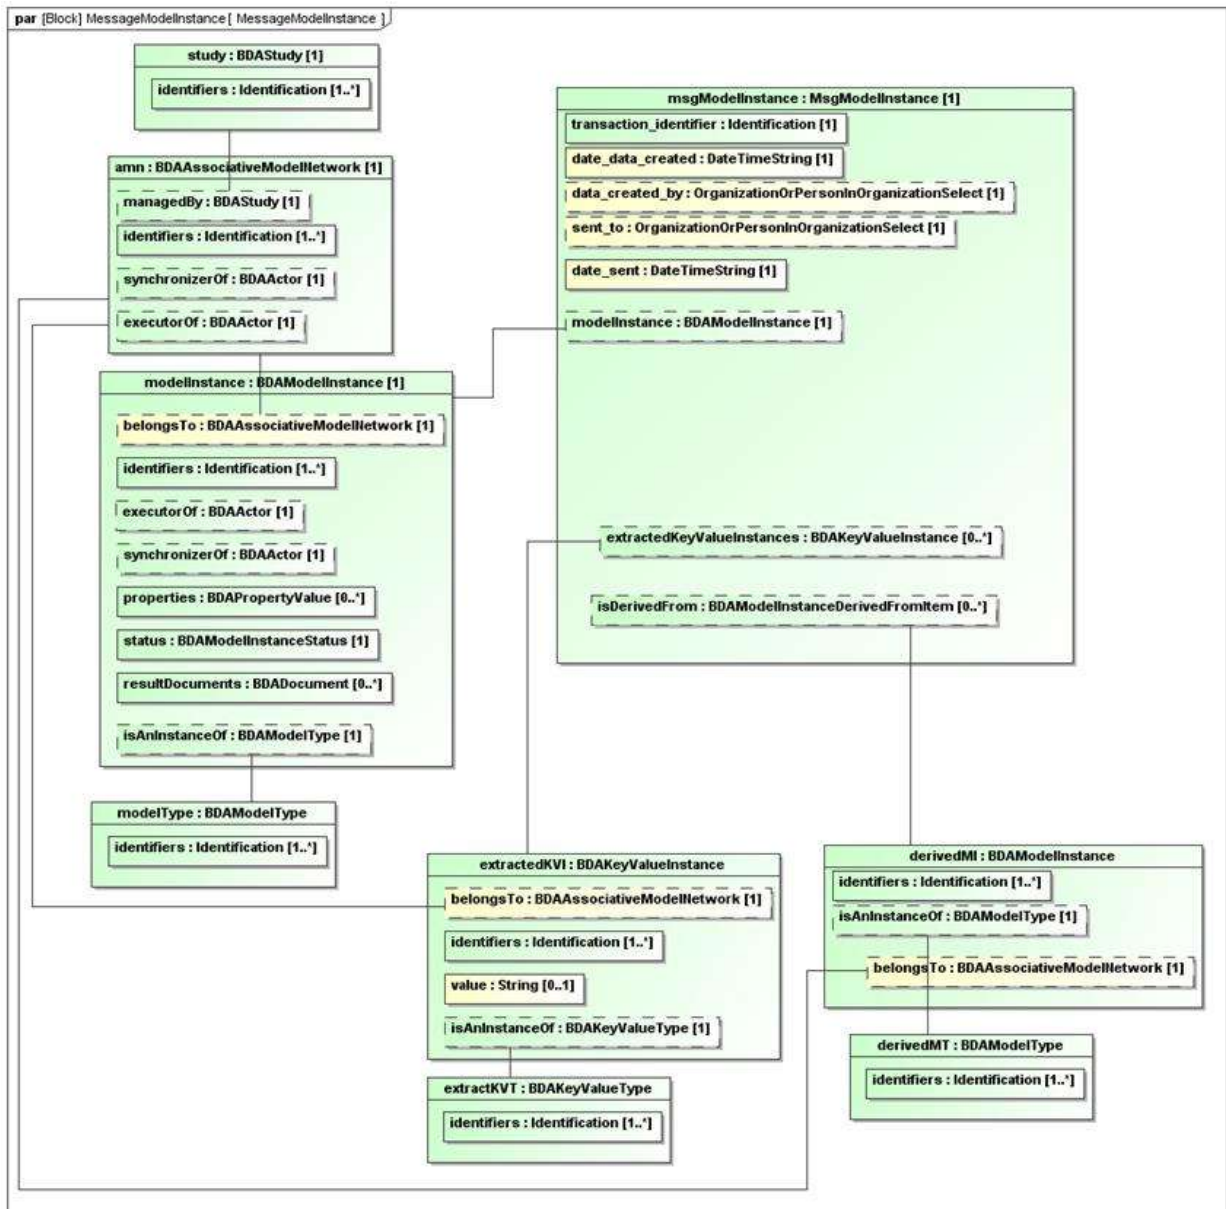 par [Block] MessageModelInstance [ MessageModelInstance ]
study : BDAStudy [1]
identifiers : Identification [1..*]
amn : BDAAssociativeModelNetwork [1]
managedBy : BDAStudy [1]
identifiers : Identification [1..*]
synchronizerOf : BDAActor [1]
executorOf : BDAActor [1]
modelInstance : BDAModelInstance [1]
belongsTo : BDAAssociativeModelNetwork [1]
identifiers : Identification [1..*]
executorOf : BDAActor [1]
synchronizerOf : BDAActor [1]
properties : BDAPropertyValue [0..*]
status : BDAModelInstanceStatus [1]
resultDocuments : BDADocument [0..*]
isAnInstanceOf : BDAModelType [1]
modelType : BDAModelType
identifiers : Identification [1..*]
msgModelInstance : MsgModelInstance [1]
transaction_identifier : Identification [1]
date_data_created : DateTimeString [1]
data_created_by : OrganizationOrPersonInOrganizationSelect [1]
sent_to : OrganizationOrPersonInOrganizationSelect [1]
date_sent : DateTimeString [1]
modelInstance : BDAModelInstance [1]
extractedKeyValueInstances : BDAKeyValueInstance [0..*]
isDerivedFrom : BDAModelInstanceDerivedFromItem [0..*]
extractedKVI : BDAKeyValueInstance
belongsTo : BDAAssociativeModelNetwork [1]
identifiers : Identification [1..*]
value : String [0..1]
isAnInstanceOf : BDAKeyValueType [1]
extractKVT : BDAKeyValueType
identifiers : Identification [1..*]
derivedMI : BDAModelInstance
identifiers : Identification [1..*]
isAnInstanceOf : BDAModelType [1]
belongsTo : BDAAssociativeModelNetwork [1]
derivedMT : BDAModelType
identifiers : Identification [1..*]